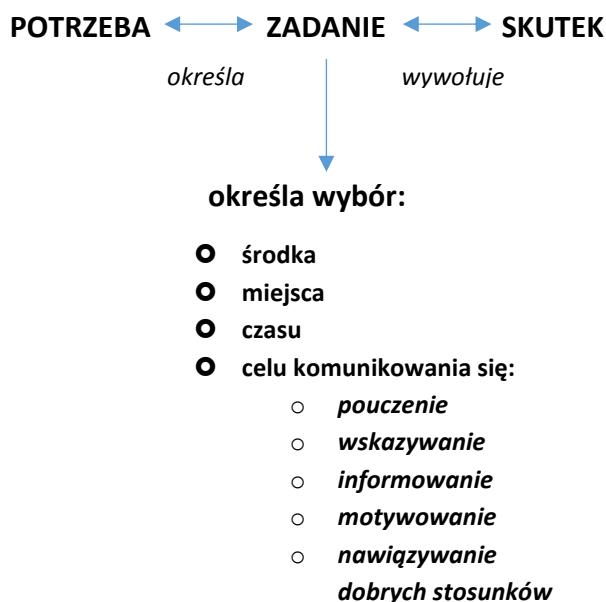 POTRZEBA ZADANIE SKUTEK
określa wywołuje
określa wybór:
środka
miejsca
czasu
celu komunikowania się:
pouczenie
wskazywanie
informowanie
motywowanie
nawiązywanie
dobrych stosunków